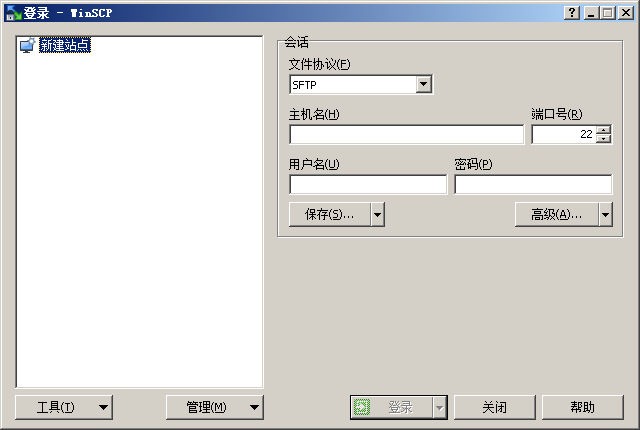 登录 - WinSCP
新建站点
会话
文件协议(F)
SFTP
主机名(H) 端口号(R)
22
用户名(U) 密码(P)
保存(S)... 高级(A)...
工具(T) 管理(M) 登录 关闭 帮助